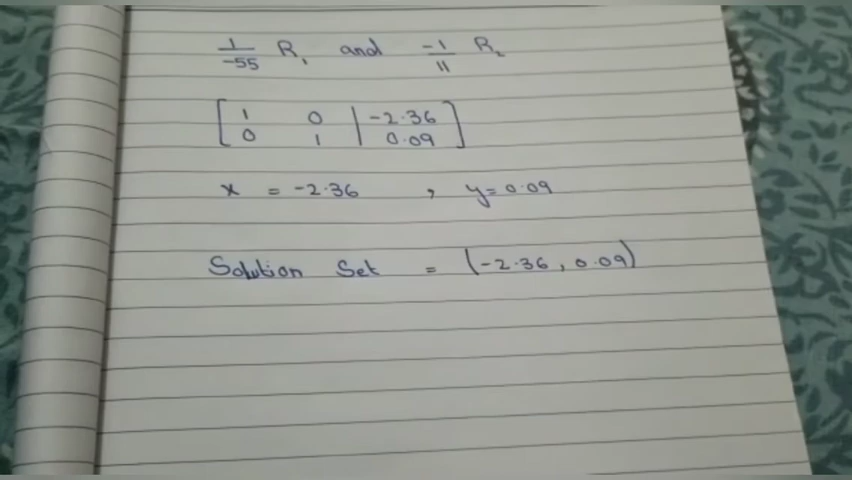 1/-55 R₁ and -1/11 R₂
[ 1 0 | -2.36 ]
[ 0 1 | 0.09 ]
x = -2.36 , y = 0.09
Solution Set = (-2.36, 0.09)